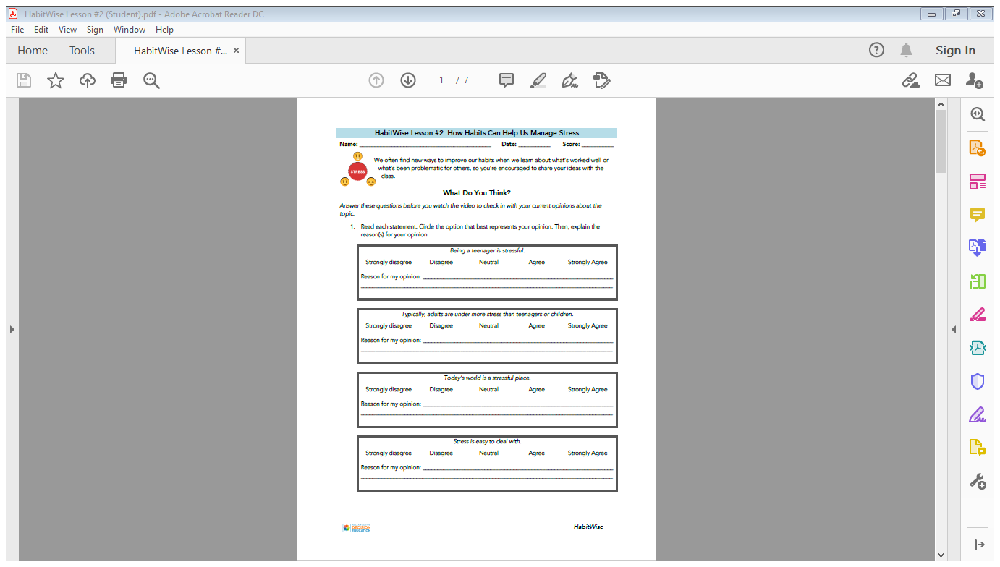 HabitWise Lesson #2 (Student).pdf - Adobe Acrobat Reader DC
File Edit View Sign Window Help
Home Tools HabitWise Lesson #... × Sign In
1 / 7
HabitWise Lesson #2: How Habits Can Help Us Manage Stress
Name: ____________________ Date: __________ Score: __________
STRESS
We often find new ways to improve our habits when we learn about what's worked well or
what's been problematic for others, so you're encouraged to share your ideas with the
class.
What Do You Think?
Answer these questions before you watch the video to check in with your current opinions about the
topic.
1. Read each statement. Circle the option that best represents your opinion. Then, explain the
reason(s) for your opinion.
Being a teenager is stressful.
Strongly disagree Disagree Neutral Agree Strongly Agree
Reason for my opinion: ____________________
Typically, adults are under more stress than teenagers or children.
Strongly disagree Disagree Neutral Agree Strongly Agree
Reason for my opinion: ____________________
Today's world is a stressful place.
Strongly disagree Disagree Neutral Agree Strongly Agree
Reason for my opinion: ____________________
Stress is easy to deal with.
Strongly disagree Disagree Neutral Agree Strongly Agree
Reason for my opinion: ____________________
DECISION
EDUCATION
HabitWise